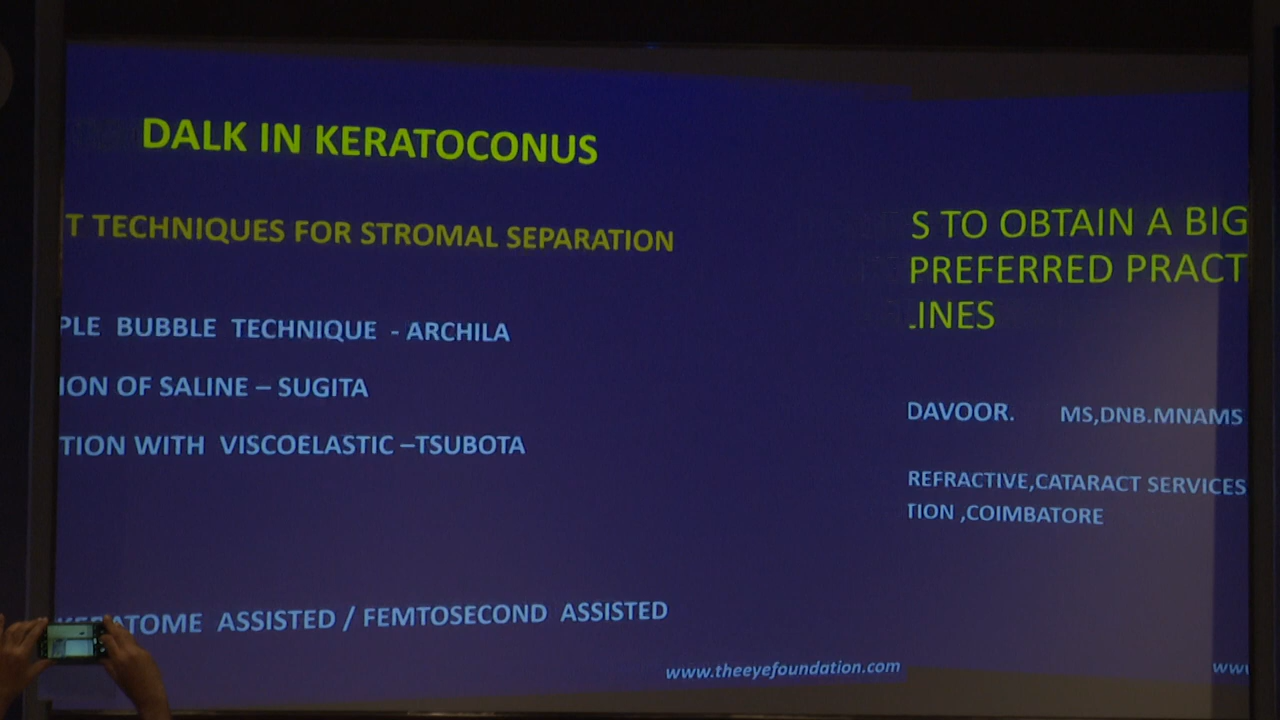 DALK IN KERATOCONUS
T TECHNIQUES FOR STROMAL SEPARATION
PLE BUBBLE TECHNIQUE - ARCHILA
ION OF SALINE – SUGITA
TION WITH VISCOELASTIC –TSUBOTA
ASSISTED / FEMTOSECOND ASSISTED
www.theeyefoundation.com
S TO OBTAIN A BIG
PREFERRED PRACT
LINES
DAVOOR. MS,DNB.MNAMS
REFRACTIVE,CATARACT SERVICES
TION ,COIMBATORE